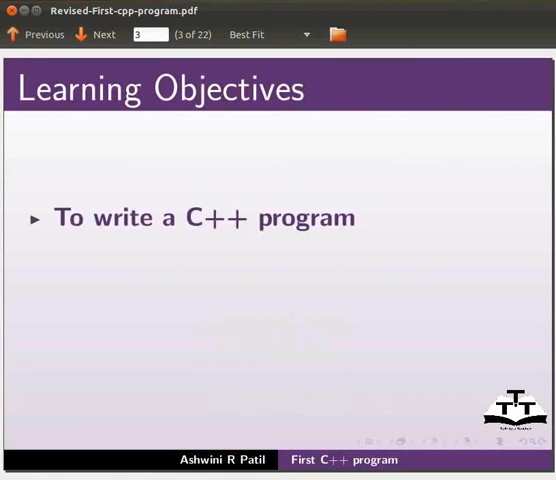 Revised-First-cpp-program.pdf
Previous Next 3 (3 of 22) Best Fit
Learning Objectives
To write a C++ program
Ashwini R Patil First C++ program